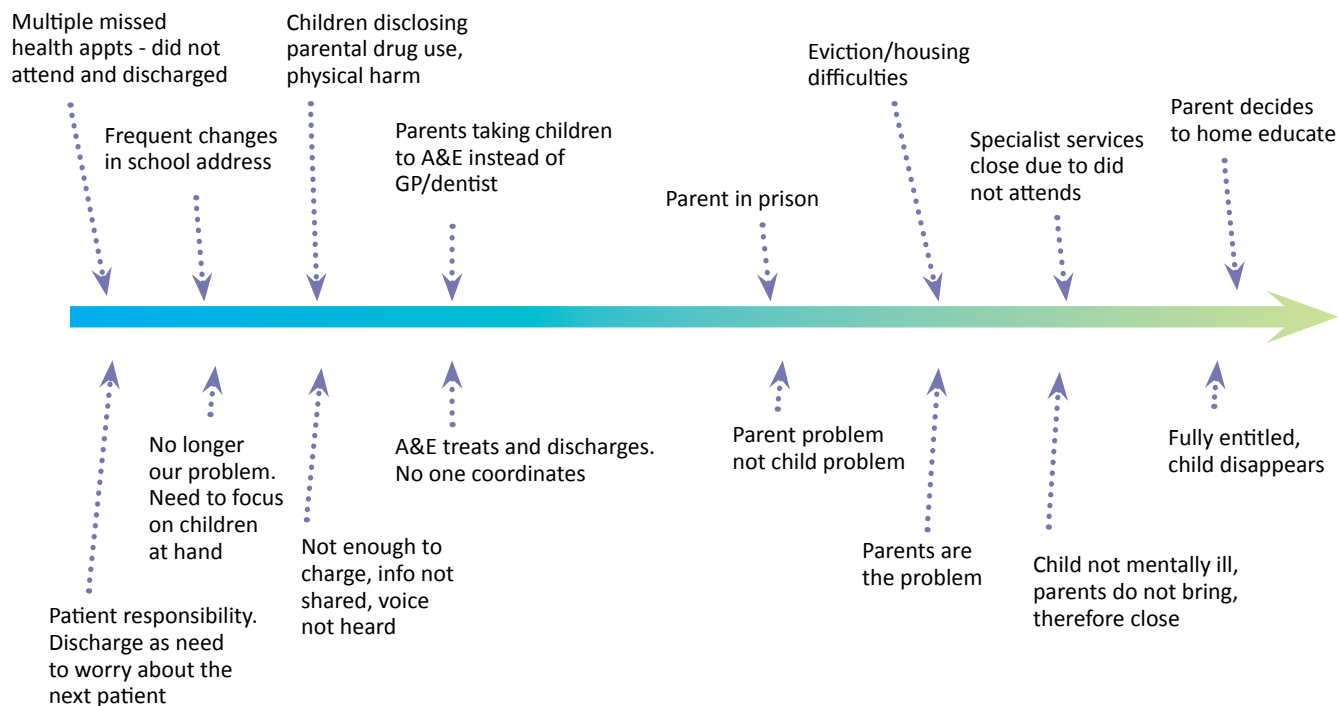 Multiple missed
health appts - did not
attend and discharged
Frequent changes
in school address
Children disclosing
parental drug use,
physical harm
Parents taking children
to A&E instead of
GP/dentist
Parent in prison
Eviction/housing
difficulties
Specialist services
close due to did
not attends
Parent decides
to home educate
Patient responsibility.
Discharge as need
to worry about the
next patient
No longer
our problem.
Need to focus
on children
at hand
Not enough to
charge, info not
shared, voice
not heard
A&E treats and discharges.
No one coordinates
Parent problem
not child problem
Parents are
the problem
Child not mentally ill,
parents do not bring,
therefore close
Fully entitled,
child disappears